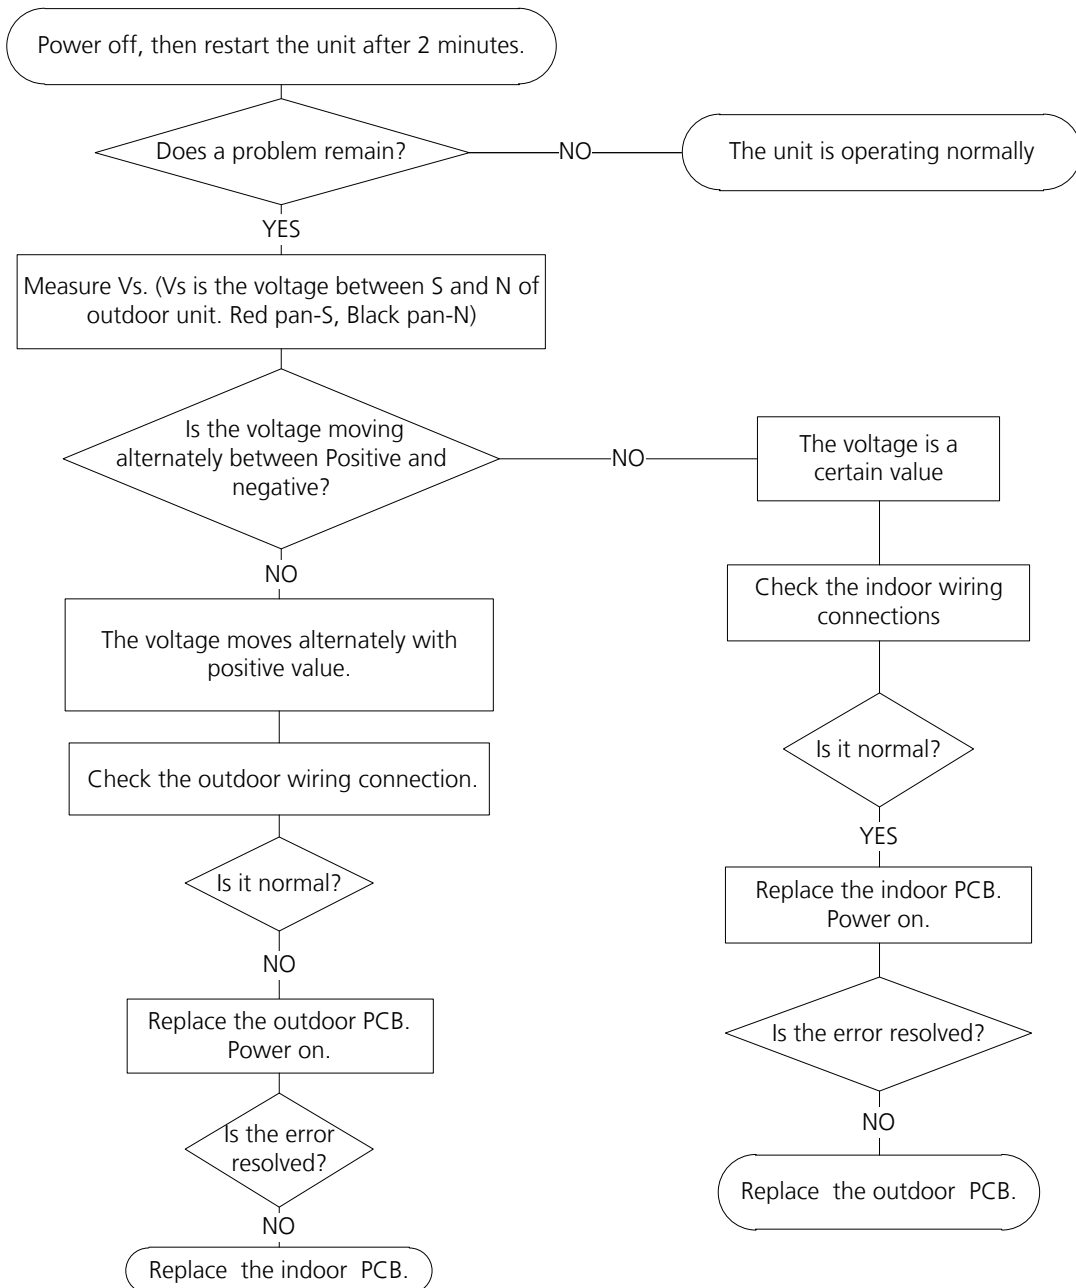 Power off, then restart the unit after 2 minutes.
Does a problem remain?
NO
The unit is operating normally
YES
Measure Vs. (Vs is the voltage between S and N of
outdoor unit. Red pan-S, Black pan-N)
Is the voltage moving
alternately between Positive and
negative?
NO
The voltage is a
certain value
NO
The voltage moves alternately with
positive value.
Check the outdoor wiring connection.
Is it normal?
NO
Replace the outdoor PCB.
Power on.
Is the error
resolved?
NO
Replace the indoor PCB.
Check the indoor wiring
connections
Is it normal?
YES
Replace the indoor PCB.
Power on.
Is the error resolved?
NO
Replace the outdoor PCB.